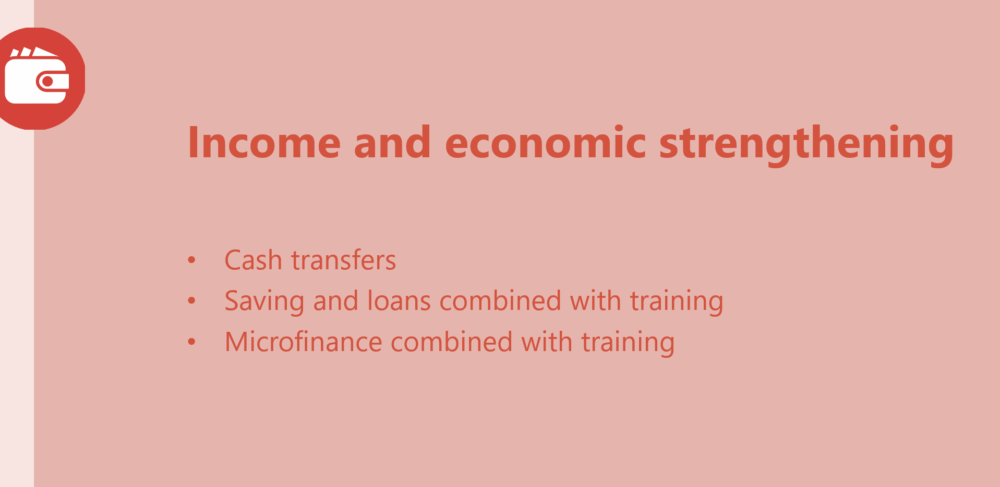 Income and economic strengthening
• Cash transfers
• Saving and loans combined with training
• Microfinance combined with training